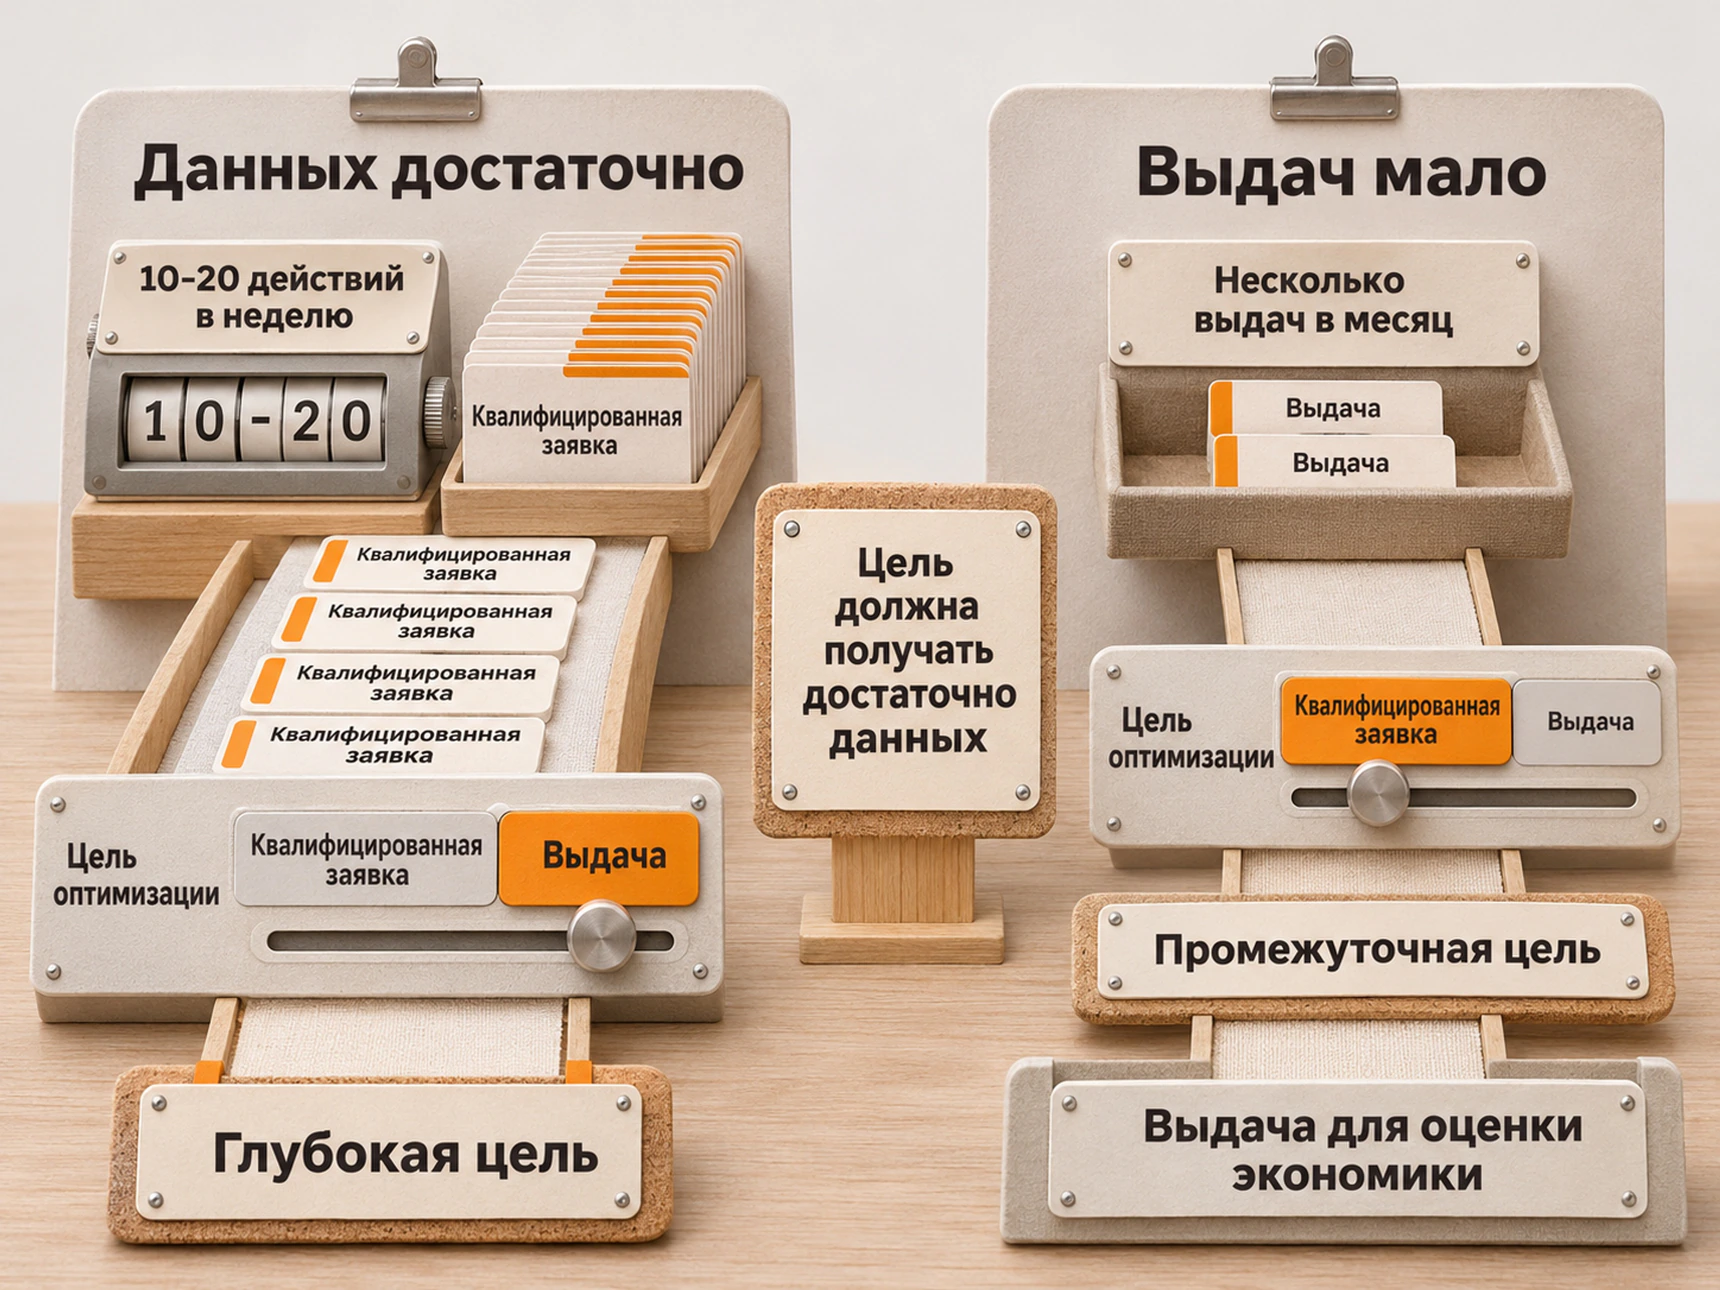 Данных достаточно
10-20 действий
в неделю
10-20
Квалифицированная
заявка
Квалифицированная
заявка
Квалифицированная
заявка
Квалифицированная
заявка
Квалифицированная
заявка
Цель
оптимизации
Квалифицированная
заявка
Выдача
Глубокая цель
Цель
должна
получать
достаточно
данных
Выдач мало
Несколько
выдач в месяц
Выдача
Выдача
Цель
оптимизации
Квалифицированная
заявка
Выдача
Промежуточная цель
Выдача для оценки
экономики